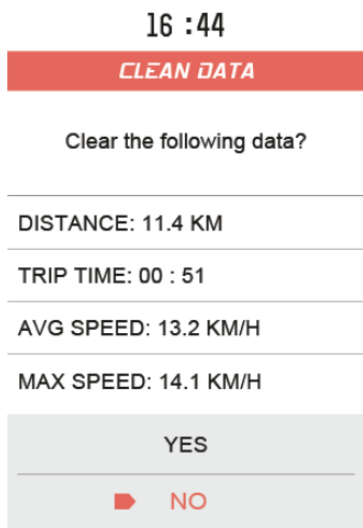 16 :44
CLEAN DATA
Clear the following data?
DISTANCE: 11.4 KM
TRIP TIME: 00 : 51
AVG SPEED: 13.2 KM/H
MAX SPEED: 14.1 KM/H
YES
NO